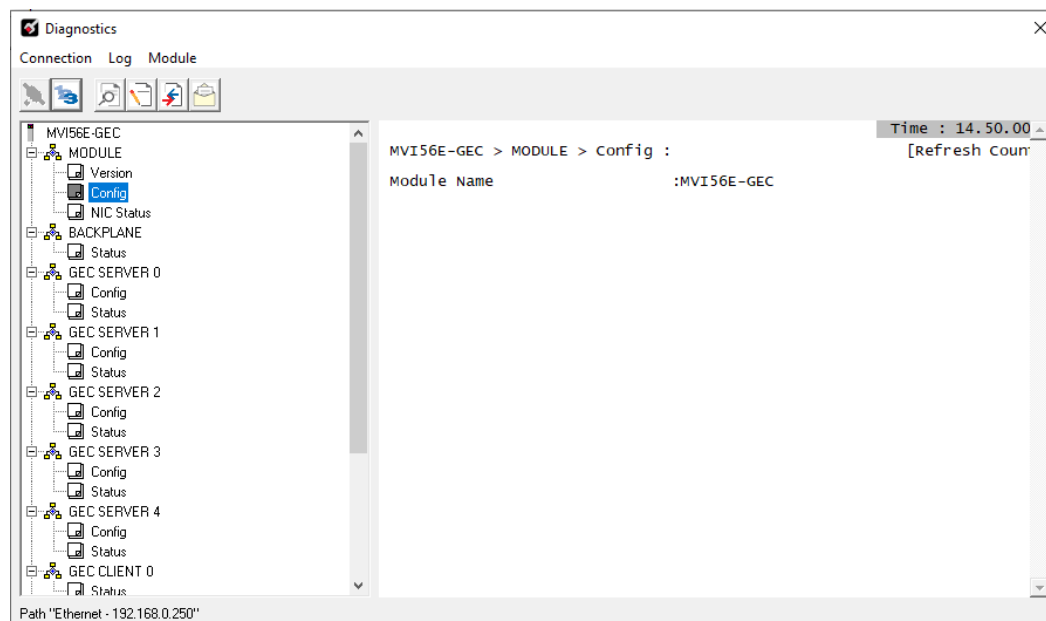 Diagnostics
Connection Log Module
MVI56E-GEC
MODULE
Version
Config
NIC Status
BACKPLANE
Status
GEC SERVER 0
Config
Status
GEC SERVER 1
Config
Status
GEC SERVER 2
Config
Status
GEC SERVER 3
Config
Status
GEC SERVER 4
Config
Status
GEC CLIENT 0
Status
Time : 14.50.00
MVI56E-GEC > MODULE > Config : [Refresh Coun
Module Name :MVI56E-GEC
Path "Ethernet - 192.168.0.250"